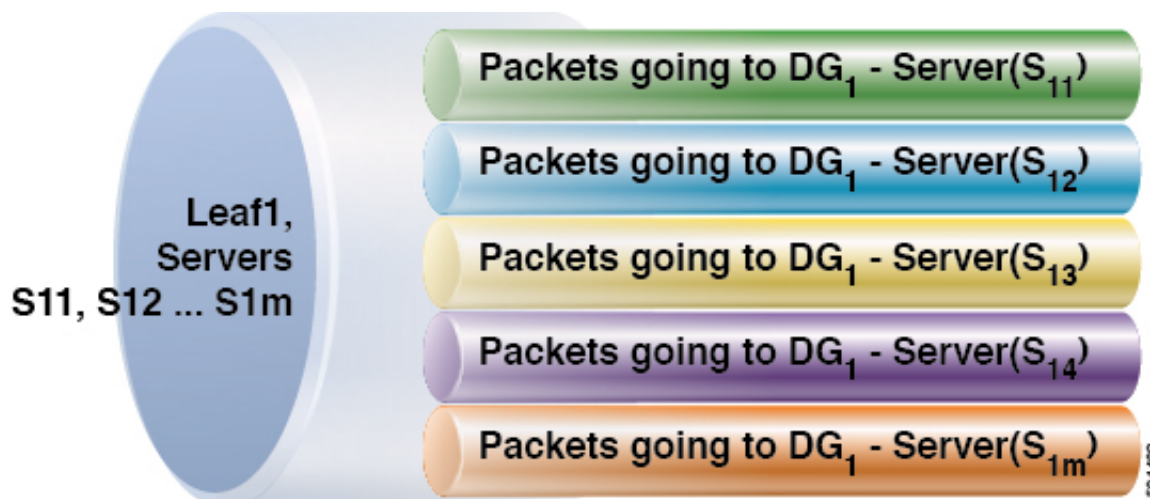 Packets going to DG₁ - Server(S₁₁)
Packets going to DG₁ - Server(S₁₂)
Packets going to DG₁ - Server(S₁₃)
Packets going to DG₁ - Server(S₁₄)
Packets going to DG₁ - Server(S₁ₘ)
Leaf1,
Servers
S11, S12 ... S1m